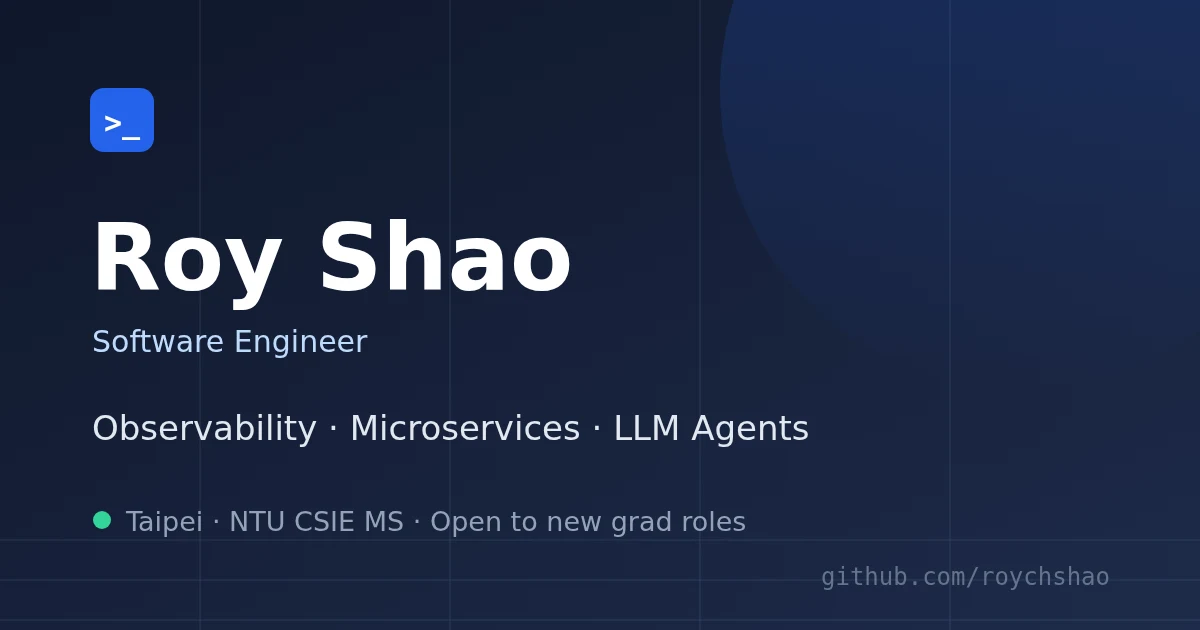 >_
Roy Shao
Software Engineer
Observability · Microservices · LLM Agents
Taipei · NTU CSIE MS · Open to new grad roles
github.com/roychshao